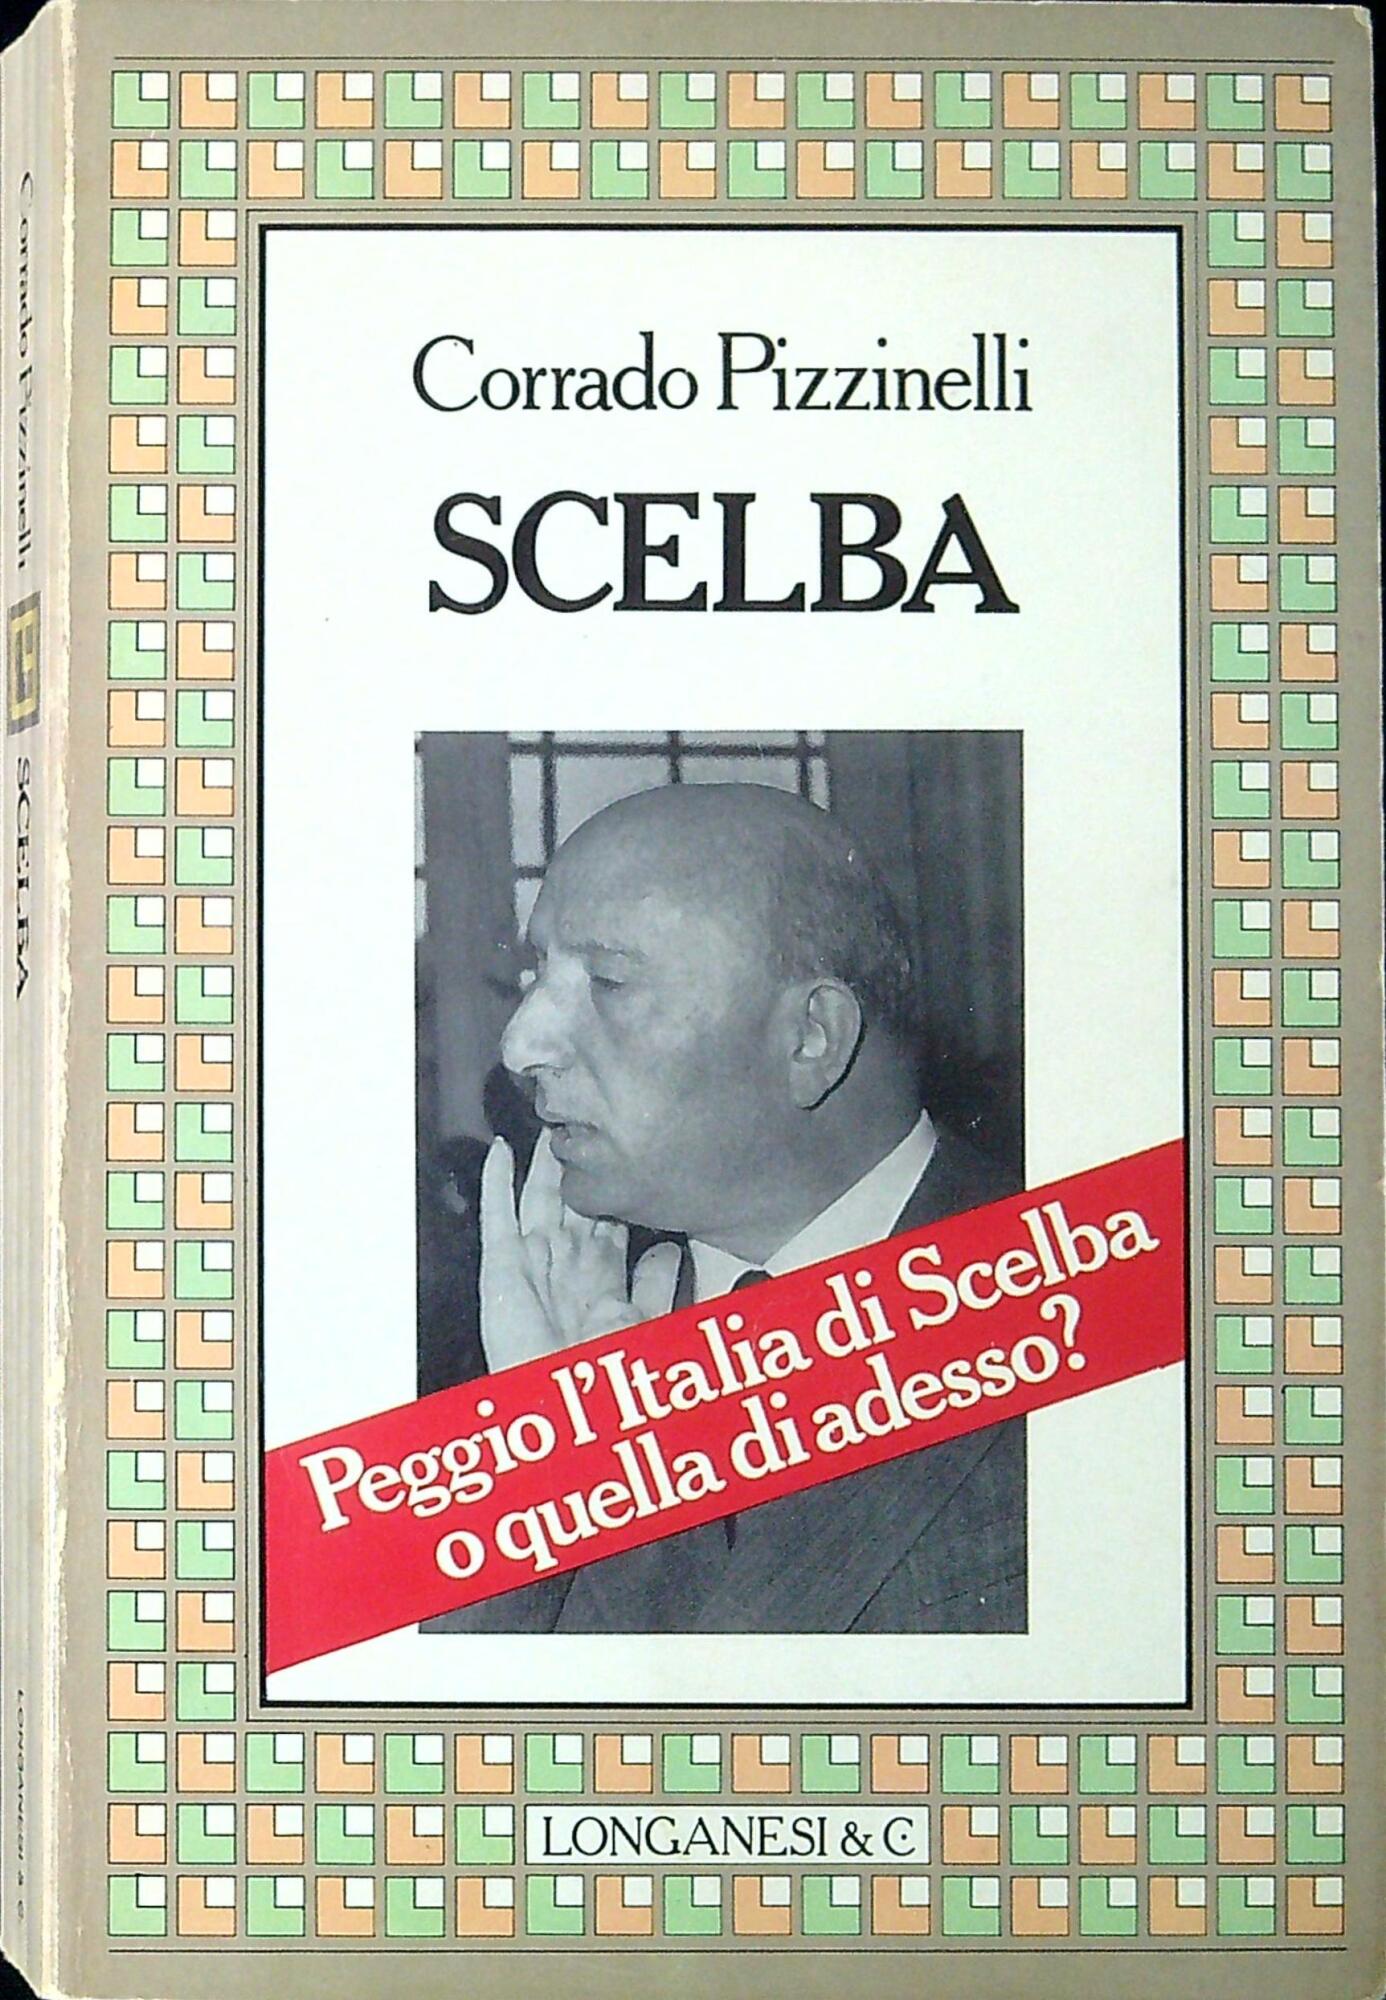 Corrado Pizzinelli
SCELBA
Peggio l'Italia di Scelba
o quella di adesso?
LONGANESI & C.
Corrado Pizzinelli SCELBA LONGANESI & C.